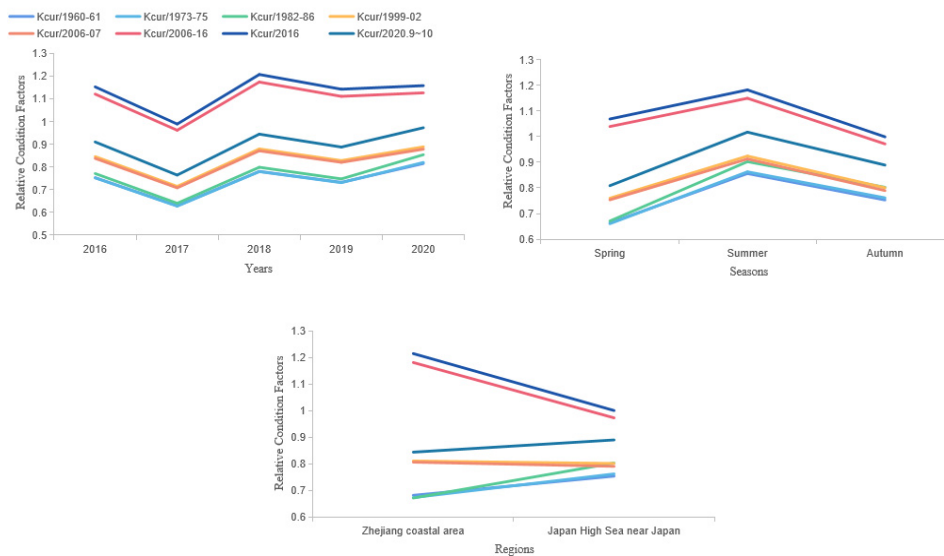 Kcur/1960-61 Kcur/1973-75 Kcur/1982-86 Kcur/1999-02
Kcur/2006-07 Kcur/2006-16 Kcur/2016 Kcur/2020.9~10
Relative Condition Factors
1.3
1.2
1.1
1
0.9
0.8
0.7
0.6
0.5
2016 2017 2018 2019 2020
Years
Relative Condition Factors
1.3
1.2
1.1
1
0.9
0.8
0.7
0.6
Spring Summer Autumn
Seasons
Relative Condition Factors
1.3
1.2
1.1
1
0.9
0.8
0.7
0.6
Zhejiang coastal area Japan High Sea near Japan
Regions